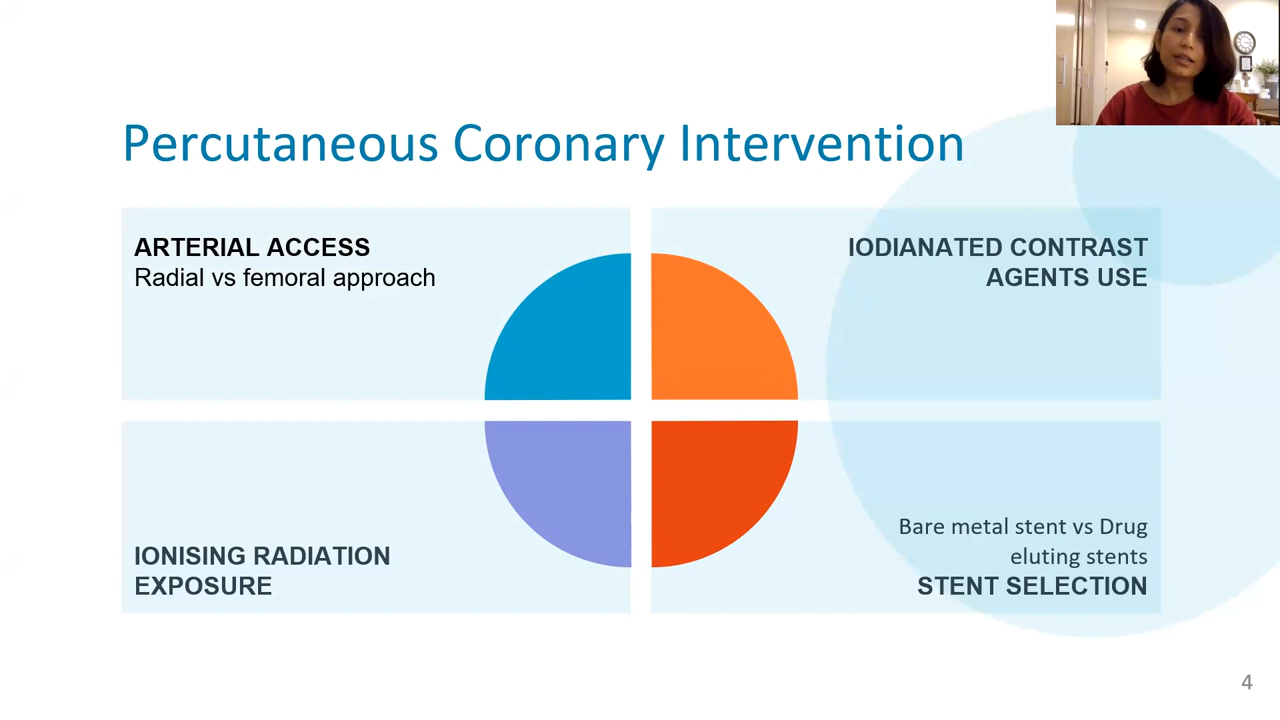 Percutaneous Coronary Intervention
ARTERIAL ACCESS
Radial vs femoral approach
IODIANATED CONTRAST
AGENTS USE
IONISING RADIATION
EXPOSURE
Bare metal stent vs Drug
eluting stents
STENT SELECTION
4